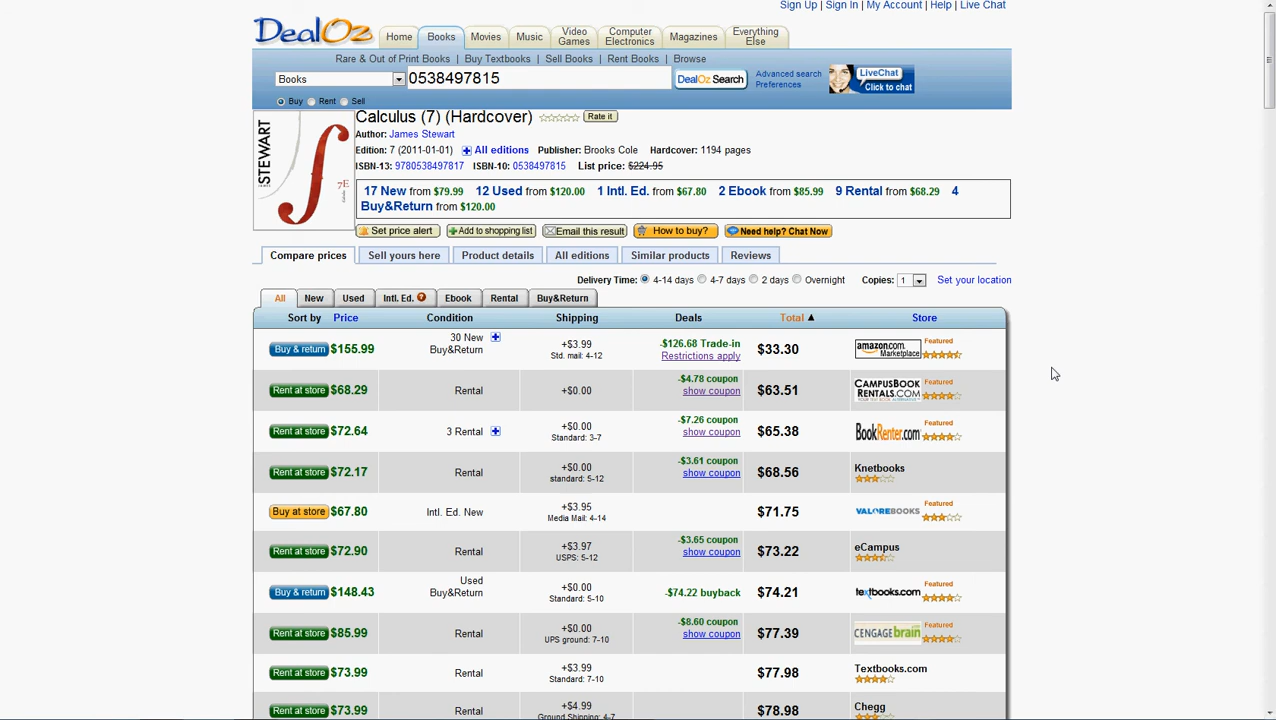 Sign Up | Sign In | My Account | Help | Live Chat
DealOz
Home Books Movies Music Video Games Computer Electronics Magazines Everything Else
Rare & Out of Print Books | Buy Textbooks | Sell Books | Rent Books | Browse
Books 0538497815 DealOz Search Advanced search Preferences LiveChat Click to chat
Buy Rent Sell
STEWART
7E
Calculus (7) (Hardcover) Rate it
Author: James Stewart
Edition: 7 (2011-01-01) All editions Publisher: Brooks Cole Hardcover: 1194 pages
ISBN-13: 9780538497817 ISBN-10: 0538497815 List price: $224.95
17 New from $79.99 12 Used from $120.00 1 Intl. Ed. from $67.80 2 Ebook from $85.99 9 Rental from $68.29 4
Buy&Return from $120.00
Set price alert Add to shopping list Email this result How to buy? Need help? Chat Now
Compare prices Sell yours here Product details All editions Similar products Reviews
Delivery Time: 4-14 days 4-7 days 2 days Overnight Copies: 1 Set your location
All New Used Intl. Ed. ? Ebook Rental Buy&Return
Sort by Price Condition Shipping Deals Total ▲ Store
Buy & return $155.99 30 New Buy&Return +$3.99 Std. mail: 4-12 -$126.68 Trade-in Restrictions apply $33.30 amazon.com Marketplace Featured
Rent at store $68.29 Rental +$0.00 -$4.78 coupon show coupon $63.51 CAMPUSBOOK RENTALS.COM Featured
Rent at store $72.64 3 Rental +$0.00 Standard: 3-7 -$7.26 coupon show coupon $65.38 BookRenter.com Featured
Rent at store $72.17 Rental +$0.00 standard: 5-12 -$3.61 coupon show coupon $68.56 Knetbooks
Buy at store $67.80 Intl. Ed. New +$3.95 Media Mail: 4-14 $71.75 VALOREBOOKS Featured
Rent at store $72.90 Rental +$3.97 USPS: 5-12 -$3.65 coupon show coupon $73.22 eCampus
Buy & return $148.43 Used Buy&Return +$0.00 Standard: 5-10 -$74.22 buyback $74.21 textbooks.com Featured
Rent at store $85.99 Rental +$0.00 UPS ground: 7-10 -$8.60 coupon show coupon $77.39 CENGAGEbrain Featured
Rent at store $73.99 Rental +$3.99 Standard: 7-10 $77.98 Textbooks.com
Rent at store $73.99 Rental +$4.99 Ground Shipping: 4-7 $78.98 Chegg